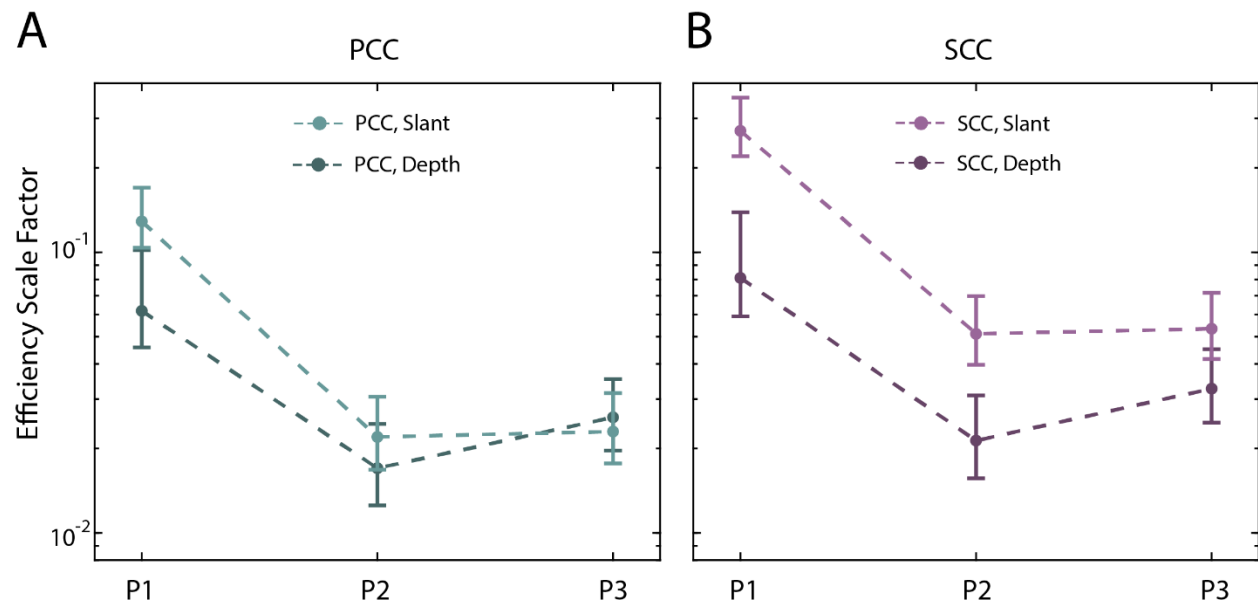 A
PCC
PCC, Slant
PCC, Depth
Efficiency Scale Factor
10-1
10-2
P1 P2 P3
B
SCC
SCC, Slant
SCC, Depth
P1 P2 P3